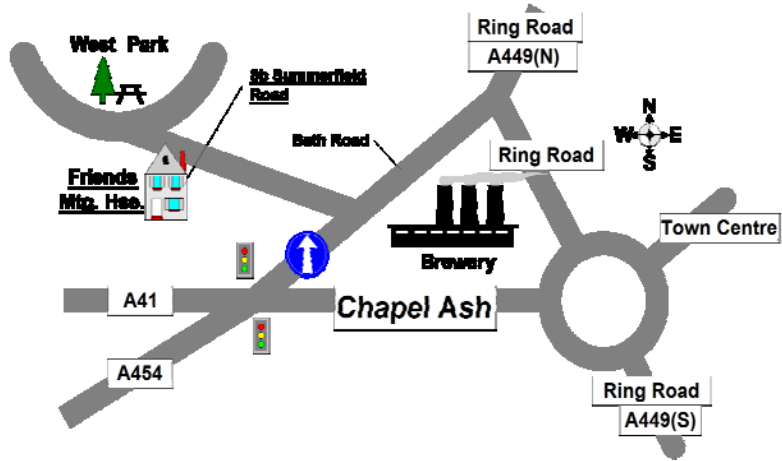 Ring Road
A449(N)
West Park
8b Summerfield
Road
Bath Road
N
W E
S
Ring Road
Friends
Mtg. Hse.
Town Centre
Brewery
A41
Chapel Ash
A454
Ring Road
A449(S)